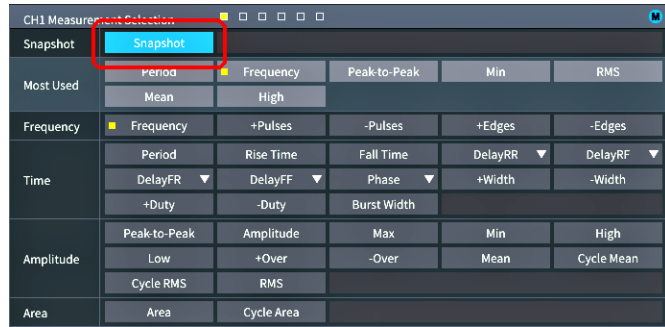 CH1 Measurement Selection M
Snapshot Snapshot
Most Used Period Frequency Peak-to-Peak Min RMS
Mean High
Frequency Frequency +Pulses -Pulses +Edges -Edges
Time Period Rise Time Fall Time DelayRR DelayRF
DelayFR DelayFF Phase +Width -Width
+Duty -Duty Burst Width
Amplitude Peak-to-Peak Amplitude Max Min High
Low +Over -Over Mean Cycle Mean
Cycle RMS RMS
Area Area Cycle Area